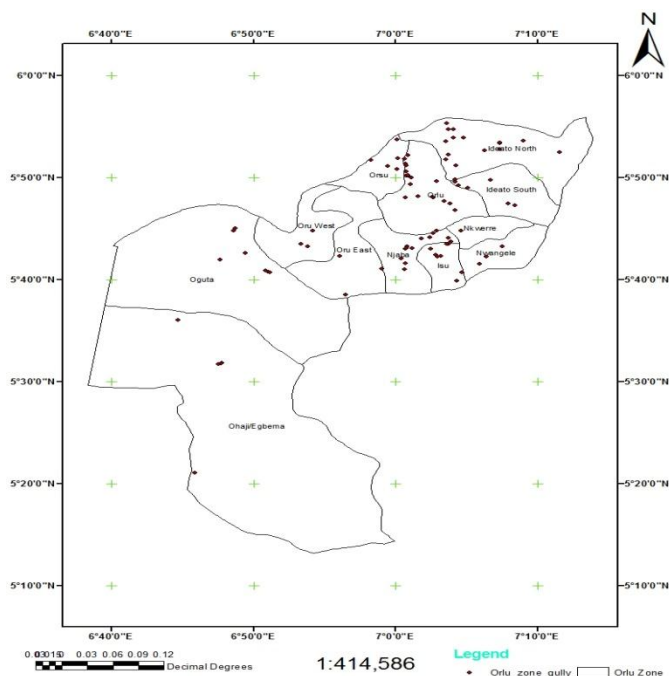 6°40'0"E 6°50'0"E 7°0'0"E 7°10'0"E
N
6°0'0"N 6°0'0"N
Ideato North
Orsu
5°50'0"N 5°50'0"N
Orlu Ideato South
Oru West Nkwerre
Oru East Njaba Nwangele
Isu
5°40'0"N Oguta 5°40'0"N
5°30'0"N 5°30'0"N
Ohaji/Egbema
5°20'0"N 5°20'0"N
5°10'0"N 5°10'0"N
6°40'0"E 6°50'0"E 7°0'0"E 7°10'0"E
0.03 0.06 0.09 0.12
Decimal Degrees
1:414,586
Legend
Orlu_zone_gully Orlu Zone